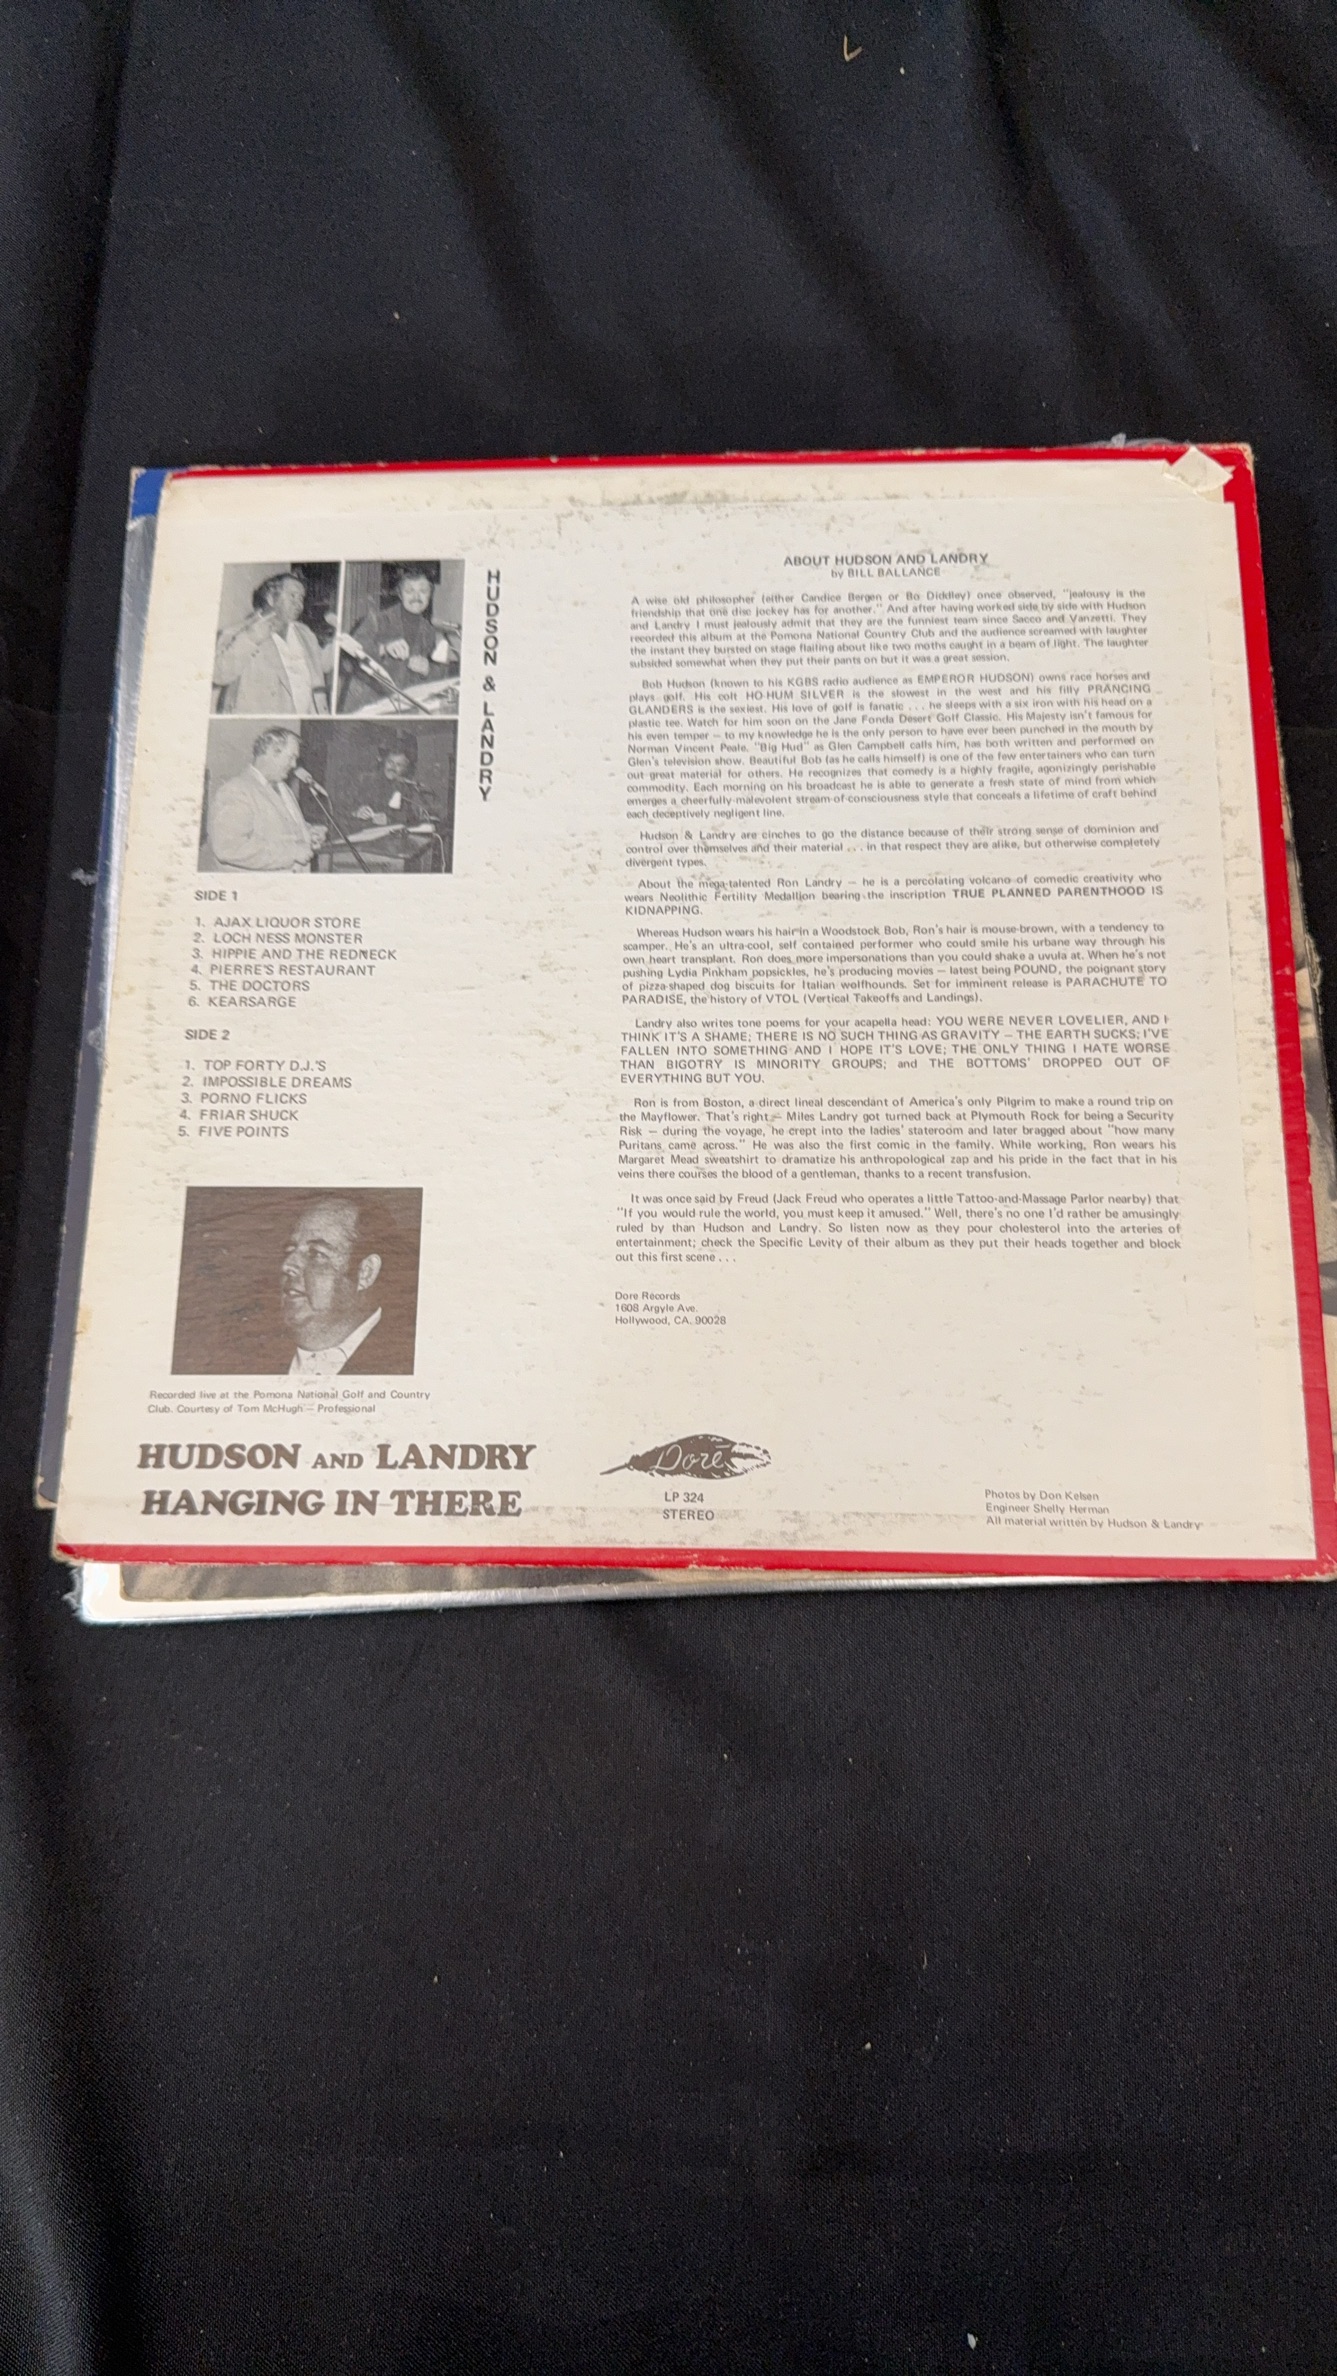 HUDSON & LANDRY
SIDE 1
1. AJAX LIQUOR STORE
2. LOCH NESS MONSTER
3. HIPPIE AND THE REDNECK
4. PIERRE'S RESTAURANT
5. THE DOCTORS
6. KEARSARGE
SIDE 2
1. TOP FORTY D.J.'S
2. IMPOSSIBLE DREAMS
3. PORNO FLICKS
4. FRIAR SHUCK
5. FIVE POINTS
Recorded live at the Pomona National Golf and Country
Club. Courtesy of Tom McHugh — Professional
HUDSON AND LANDRY
HANGING IN THERE
ABOUT HUDSON AND LANDRY
by BILL BALLANCE
A wise old philosopher (either Candice Bergen or Bo Diddley) once observed, "jealousy is the
friendship that one disc jockey has for another." And after having worked side by side with Hudson
and Landry I must jealously admit that they are the funniest team since Sacco and Vanzetti. They
recorded this album at the Pomona National Country Club and the audience screamed with laughter
the instant they bursted on stage flailing about like two moths caught in a beam of light. The laughter
subsided somewhat when they put their pants on but it was a great session.
Bob Hudson (known to his KGBS radio audience as EMPEROR HUDSON) owns race horses and
plays golf. His colt HO-HUM SILVER is the slowest in the west and his filly PRANCING
GLANDERS is the sexiest. His love of golf is fanatic . . . he sleeps with a six iron with his head on a
plastic tee. Watch for him soon on the Jane Fonda Desert Golf Classic. His Majesty isn't famous for
his even temper — to my knowledge he is the only person to have ever been punched in the mouth by
Norman Vincent Peale. "Big Hud" as Glen Campbell calls him, has both written and performed on
Glen's television show. Beautiful Bob (as he calls himself) is one of the few entertainers who can turn
out great material for others. He recognizes that comedy is a highly fragile, agonizingly perishable
commodity. Each morning on his broadcast he is able to generate a fresh state of mind from which
emerges a cheerfully-malevolent stream-of-consciousness style that conceals a lifetime of craft behind
each deceptively negligent line.
Hudson & Landry are cinches to go the distance because of their strong sense of dominion and
control over themselves and their material . . . in that respect they are alike, but otherwise completely
divergent types.
About the mega-talented Ron Landry — he is a percolating volcano of comedic creativity who
wears Neolithic Fertility Medallion bearing the inscription TRUE PLANNED PARENTHOOD IS
KIDNAPPING.
Whereas Hudson wears his hair in a Woodstock Bob, Ron's hair is mouse-brown, with a tendency to
scamper. He's an ultra-cool, self contained performer who could smile his urbane way through his
own heart transplant. Ron does more impersonations than you could shake a uvula at. When he's not
pushing Lydia Pinkham popsickles, he's producing movies — latest being POUND, the poignant story
of pizza-shaped dog biscuits for Italian wolfhounds. Set for imminent release is PARACHUTE TO
PARADISE, the history of VTOL (Vertical Takeoffs and Landings).
Landry also writes tone poems for your acapella head: YOU WERE NEVER LOVELIER, AND I
THINK IT'S A SHAME; THERE IS NO SUCH THING AS GRAVITY — THE EARTH SUCKS; I'VE
FALLEN INTO SOMETHING AND I HOPE IT'S LOVE; THE ONLY THING I HATE WORSE
THAN BIGOTRY IS MINORITY GROUPS; and THE BOTTOMS' DROPPED OUT OF
EVERYTHING BUT YOU.
Ron is from Boston, a direct lineal descendant of America's only Pilgrim to make a round trip on
the Mayflower. That's right — Miles Landry got turned back at Plymouth Rock for being a Security
Risk — during the voyage, he crept into the ladies' stateroom and later bragged about "how many
Puritans came across." He was also the first comic in the family. While working, Ron wears his
Margaret Mead sweatshirt to dramatize his anthropological zap and his pride in the fact that in his
veins there courses the blood of a gentleman, thanks to a recent transfusion.
It was once said by Freud (Jack Freud who operates a little Tattoo-and-Massage Parlor nearby) that
"If you would rule the world, you must keep it amused." Well, there's no one I'd rather be amusingly
ruled by than Hudson and Landry. So listen now as they pour cholesterol into the arteries of
entertainment; check the Specific Levity of their album as they put their heads together and block
out this first scene . . .
Dore Records
1608 Argyle Ave.
Hollywood, CA. 90028
Doré
LP 324
STEREO
Photos by Don Kelsen
Engineer Shelly Herman
All material written by Hudson & Landry